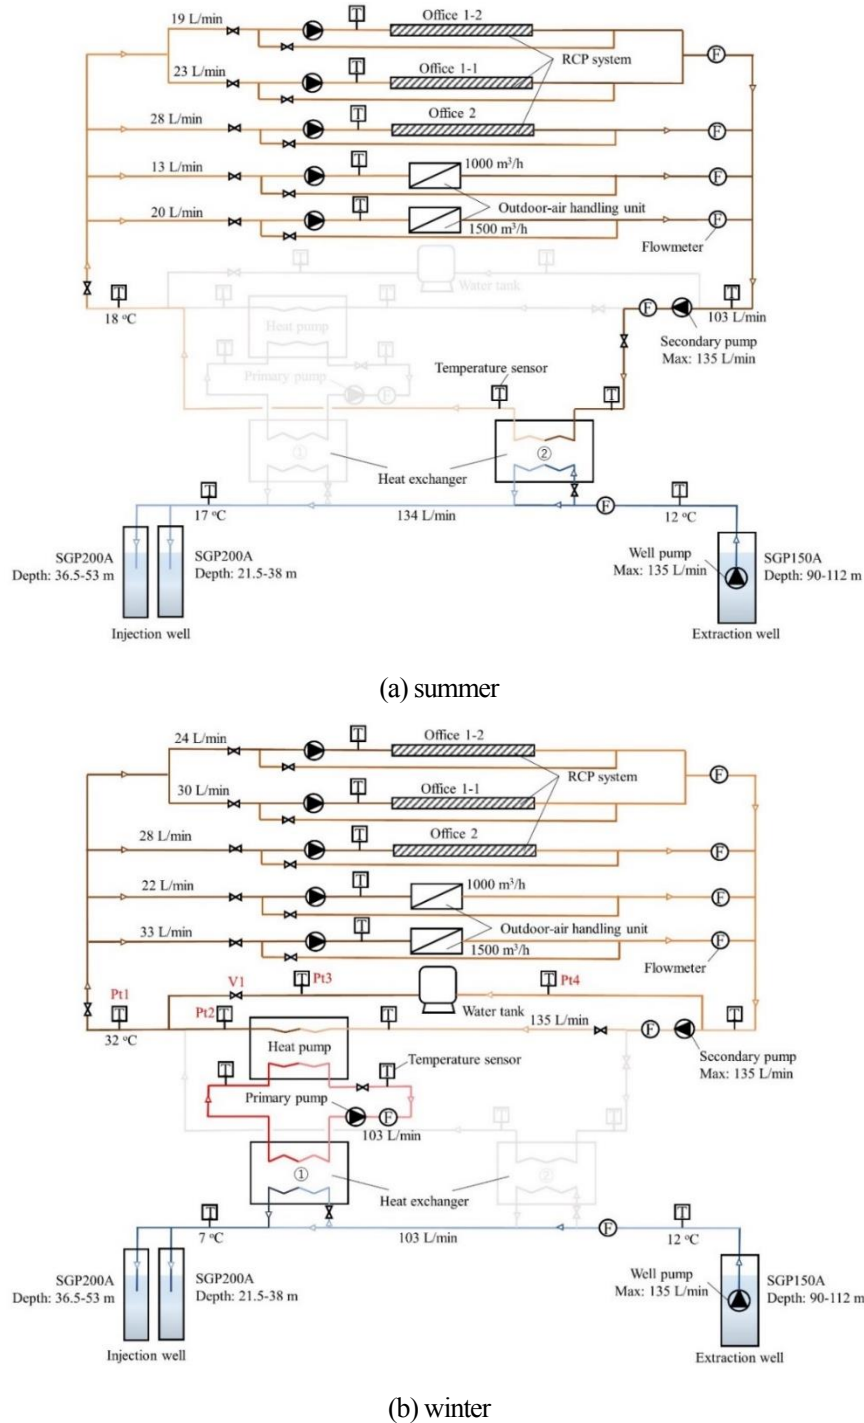 19 L/min
Office 1-2
T
F
RCP system
23 L/min
Office 1-1
T
28 L/min
Office 2
T
F
13 L/min
T
1000 m³/h
F
Outdoor-air handling unit
20 L/min
T
1500 m³/h
F
Flowmeter
T
T
Water tank
T
T
T
F
T
18 °C
Heat pump
103 L/min
Secondary pump
Max: 135 L/min
T
T
Primary pump
F
Temperature sensor
T
T
①
②
Heat exchanger
T
17 °C
134 L/min
F
T
12 °C
SGP200A
Depth: 36.5-53 m
SGP200A
Depth: 21.5-38 m
Well pump
Max: 135 L/min
SGP150A
Depth: 90-112 m
Injection well
Extraction well
(a) summer
24 L/min
Office 1-2
T
F
RCP system
30 L/min
Office 1-1
T
28 L/min
Office 2
T
F
22 L/min
T
1000 m³/h
F
Outdoor-air handling unit
33 L/min
T
1500 m³/h
F
Flowmeter
Pt1
T
V1
T
Pt3
T
Pt4
Pt2
T
Water tank
T
135 L/min
F
T
32 °C
Heat pump
Secondary pump
Max: 135 L/min
T
T
Temperature sensor
Primary pump
F
103 L/min
T
T
①
②
Heat exchanger
T
7 °C
103 L/min
F
T
12 °C
SGP200A
Depth: 36.5-53 m
SGP200A
Depth: 21.5-38 m
Well pump
Max: 135 L/min
SGP150A
Depth: 90-112 m
Injection well
Extraction well
(b) winter